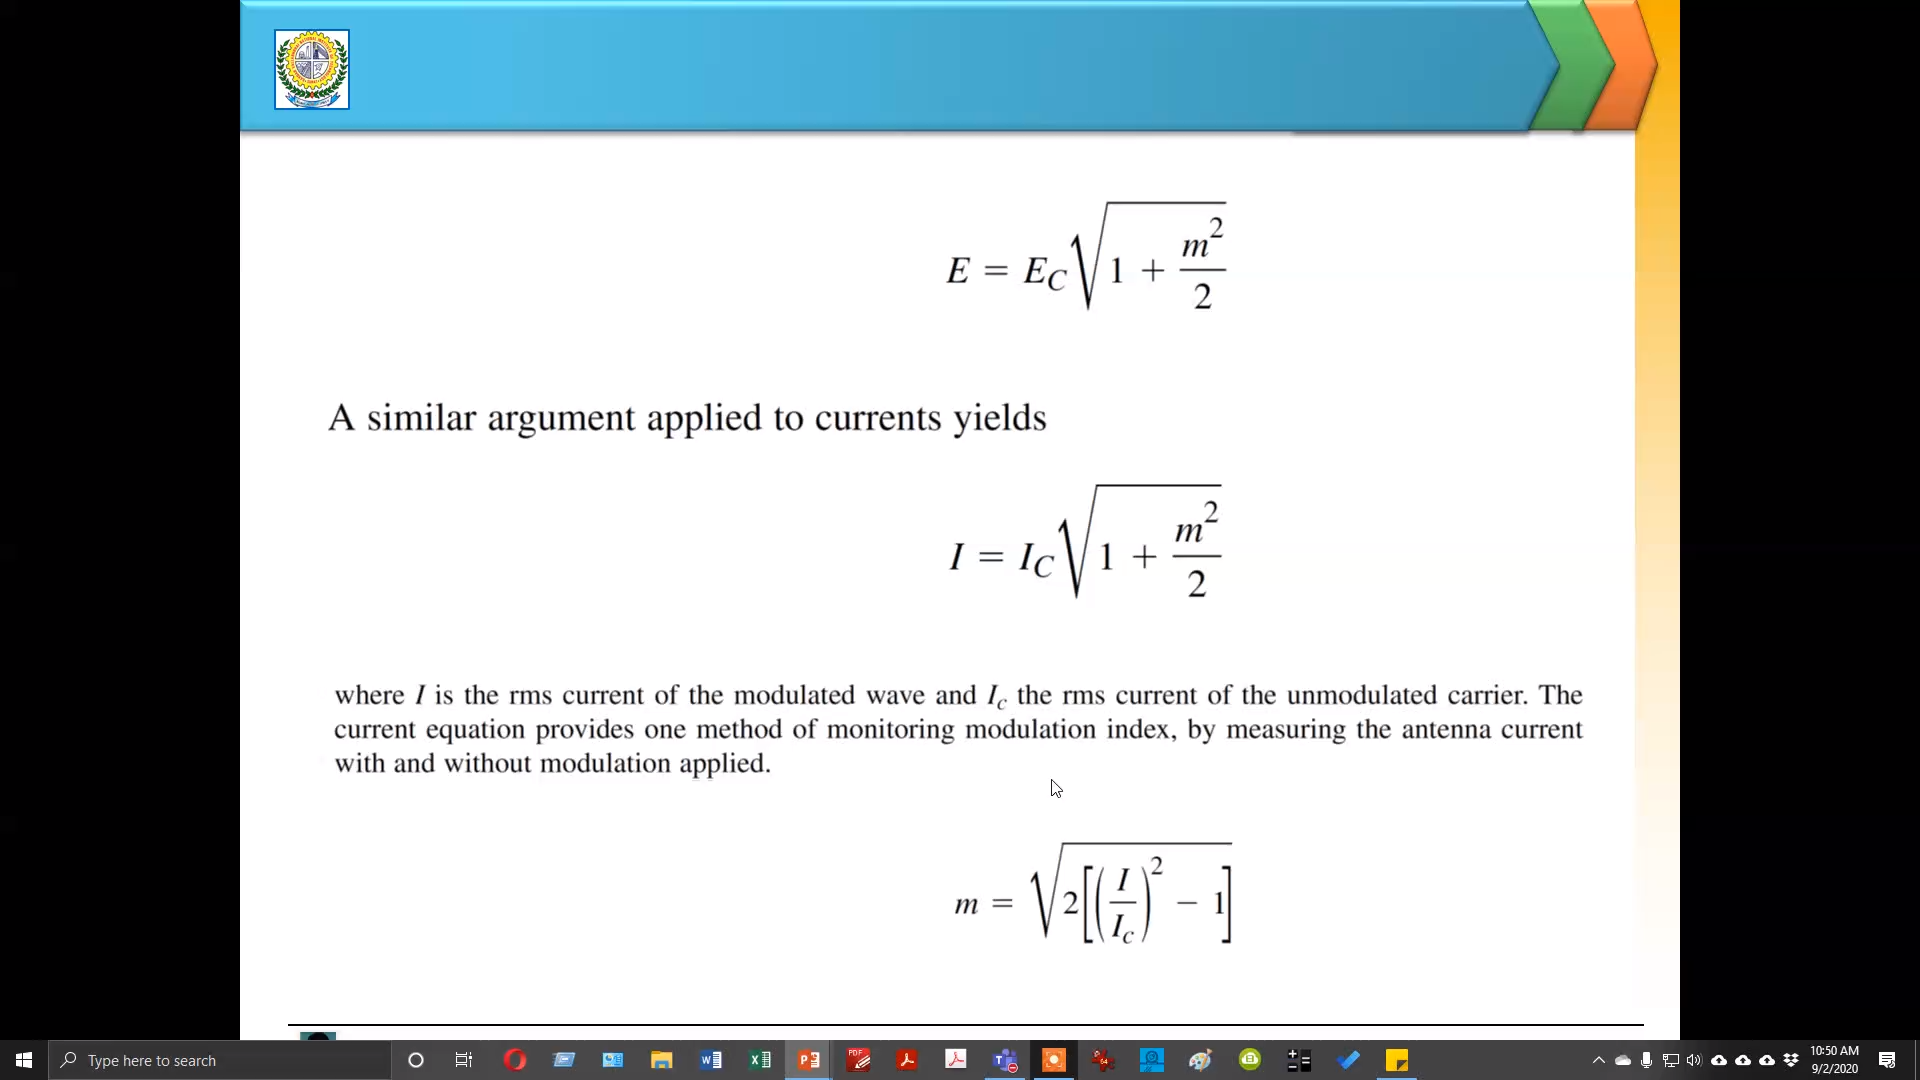 E = E_C √(1 + m²/2)
A similar argument applied to currents yields
I = I_C √(1 + m²/2)
where I is the rms current of the modulated wave and I_c the rms current of the unmodulated carrier. The
current equation provides one method of monitoring modulation index, by measuring the antenna current
with and without modulation applied.
m = √(2[(I/I_c)² − 1])
Type here to search
10:50 AM
9/2/2020